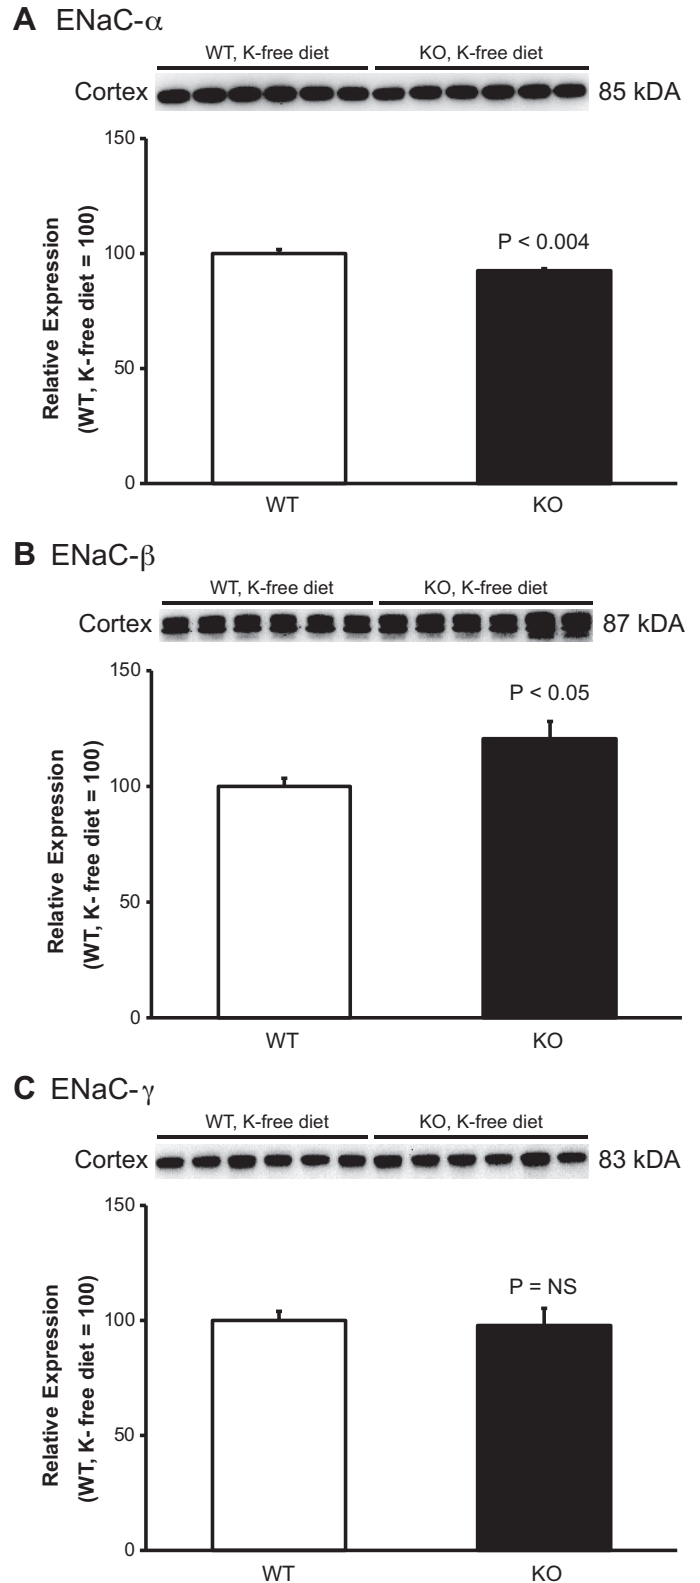 A ENaC-α
WT, K-free diet KO, K-free diet
Cortex 85 kDA
150
100
50
0
Relative Expression
(WT, K-free diet = 100)
P < 0.004
WT KO
B ENaC-β
WT, K-free diet KO, K-free diet
Cortex 87 kDA
150
100
50
0
Relative Expression
(WT, K-free diet = 100)
P < 0.05
WT KO
C ENaC-γ
WT, K-free diet KO, K-free diet
Cortex 83 kDA
150
100
50
0
Relative Expression
(WT, K-free diet = 100)
P = NS
WT KO